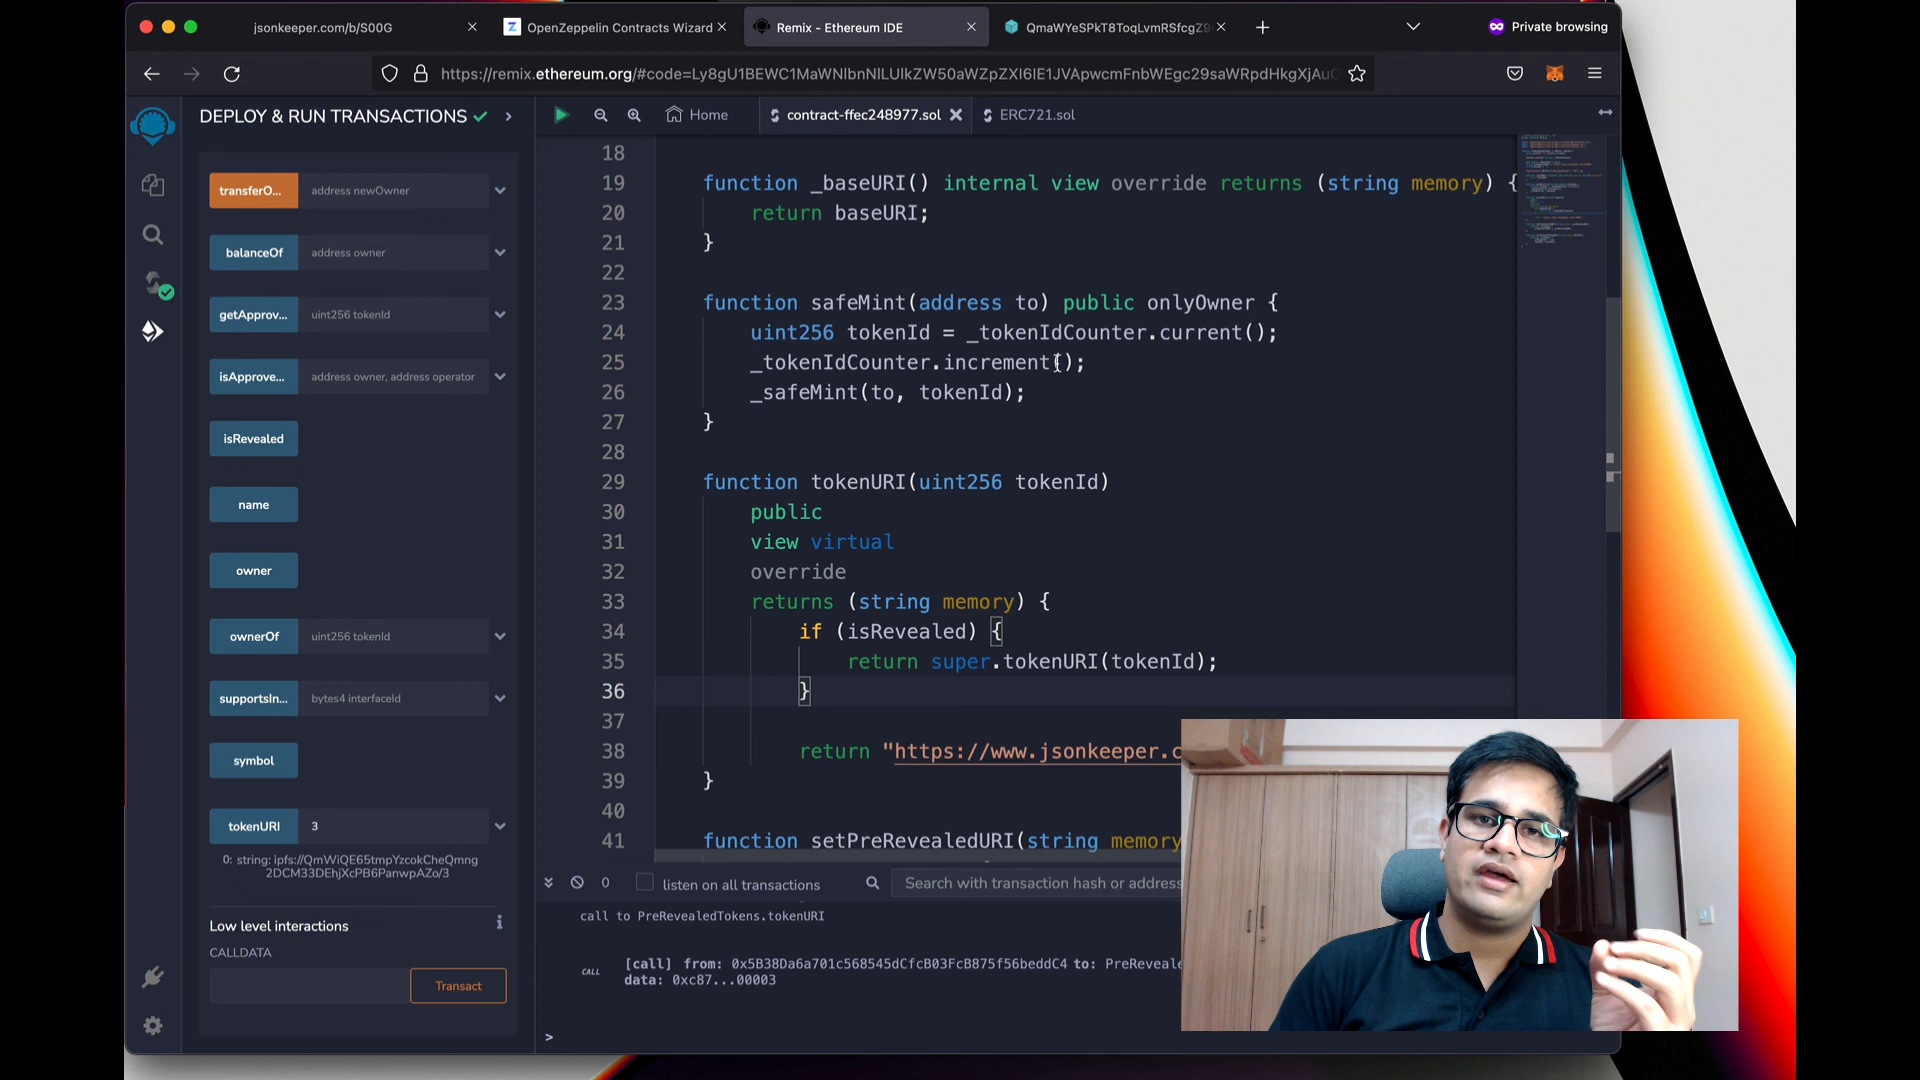 jsonkeeper.com/b/S00G
OpenZeppelin Contracts Wizard
Remix - Ethereum IDE
QmaWYeSPkT8ToqLvmRSfcgZ9
Private browsing
https://remix.ethereum.org/#code=Ly8gU1BEWC1MaWNlbnNlLUlkZW50aWZpZXI6IE1JVApwcmFnbWEgc29saWRpdHkgXjAuC
DEPLOY & RUN TRANSACTIONS
Home
contract-ffec248977.sol
ERC721.sol
transferO...
address newOwner
balanceOf
address owner
getApprov...
uint256 tokenId
isApprove...
address owner, address operator
isRevealed
name
owner
ownerOf
uint256 tokenId
supportsIn...
bytes4 interfaceId
symbol
tokenURI
3
0: string: ipfs://QmWiQE65tmpYzcokCheQmng
2DCM33DEhjXcPB6PanwpAZo/3
Low level interactions
i
CALLDATA
Transact
18
19 function _baseURI() internal view override returns (string memory) {
20 return baseURI;
21 }
22
23 function safeMint(address to) public onlyOwner {
24 uint256 tokenId = _tokenIdCounter.current();
25 _tokenIdCounter.increment();
26 _safeMint(to, tokenId);
27 }
28
29 function tokenURI(uint256 tokenId)
30 public
31 view virtual
32 override
33 returns (string memory) {
34 if (isRevealed) {
35 return super.tokenURI(tokenId);
36 }
37
38 return "https://www.jsonkeeper.c
39 }
40
41 function setPreRevealedURI(string memory
0
listen on all transactions
Search with transaction hash or address
call to PreRevealedTokens.tokenURI
CALL
[call] from: 0x5B38Da6a701c568545dCfcB03FcB875f56beddC4 to: PreReveale
data: 0xc87...00003
>